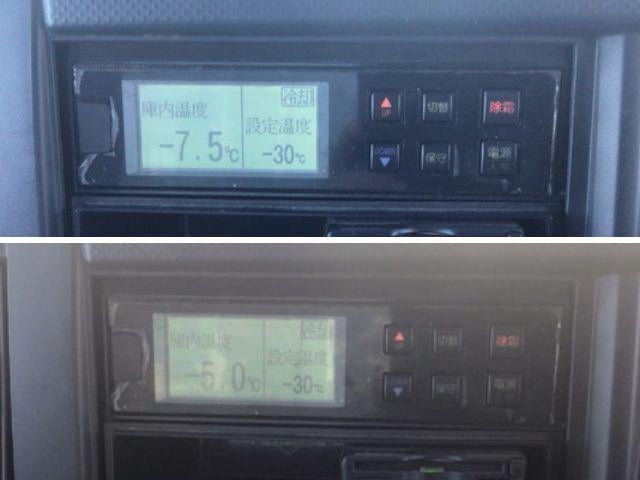 冷却
庫内温度
設定温度
-7.5℃
-30℃
UP
切替
除霜
DOWN
保守
電源
冷却
庫内温度
設定温度
-5.0℃
-30℃
切替
除霜
保守
電源